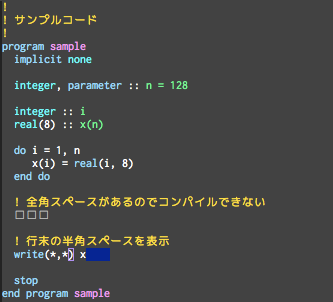 !
! サンプルコード
!
program sample
  implicit none

  integer, parameter :: n = 128

  integer :: i
  real(8) :: x(n)

  do i = 1, n
     x(i) = real(i, 8)
  end do

  ! 全角スペースがあるのでコンパイルできない
  □□□

  ! 行末の半角スペースを表示
  write(*,*) x

  stop
end program sample